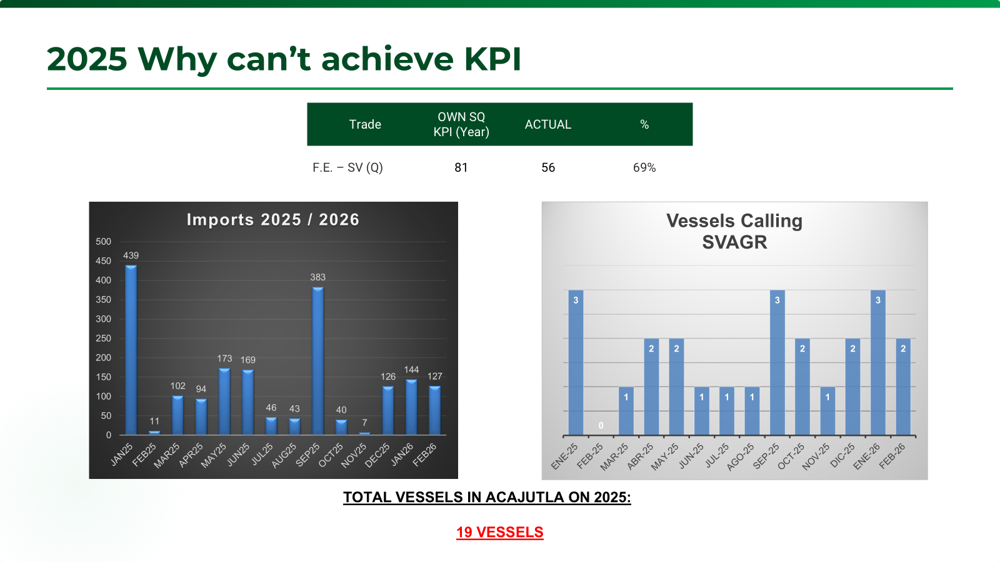 2025 Why can’t achieve KPI
Trade
OWN SQ
KPI (Year)
ACTUAL
%
F.E. – SV (Q)
81
56
69%
Imports 2025 / 2026
500
450
400
350
300
250
200
150
100
50
0
439
11
102
94
173
169
46
43
383
40
7
126
144
127
JAN25
FEB25
MAR25
APR25
MAY25
JUN25
JUL25
AUG25
SEP25
OCT25
NOV25
DEC25
JAN26
FEB26
Vessels Calling
SVAGR
3
0
1
2
2
1
1
1
3
2
1
2
3
2
ENE-25
FEB-25
MAR-25
ABR-25
MAY-25
JUN-25
JUL-25
AGO-25
SEP-25
OCT-25
NOV-25
DIC-25
ENE-26
FEB-26
TOTAL VESSELS IN ACAJUTLA ON 2025:
19 VESSELS